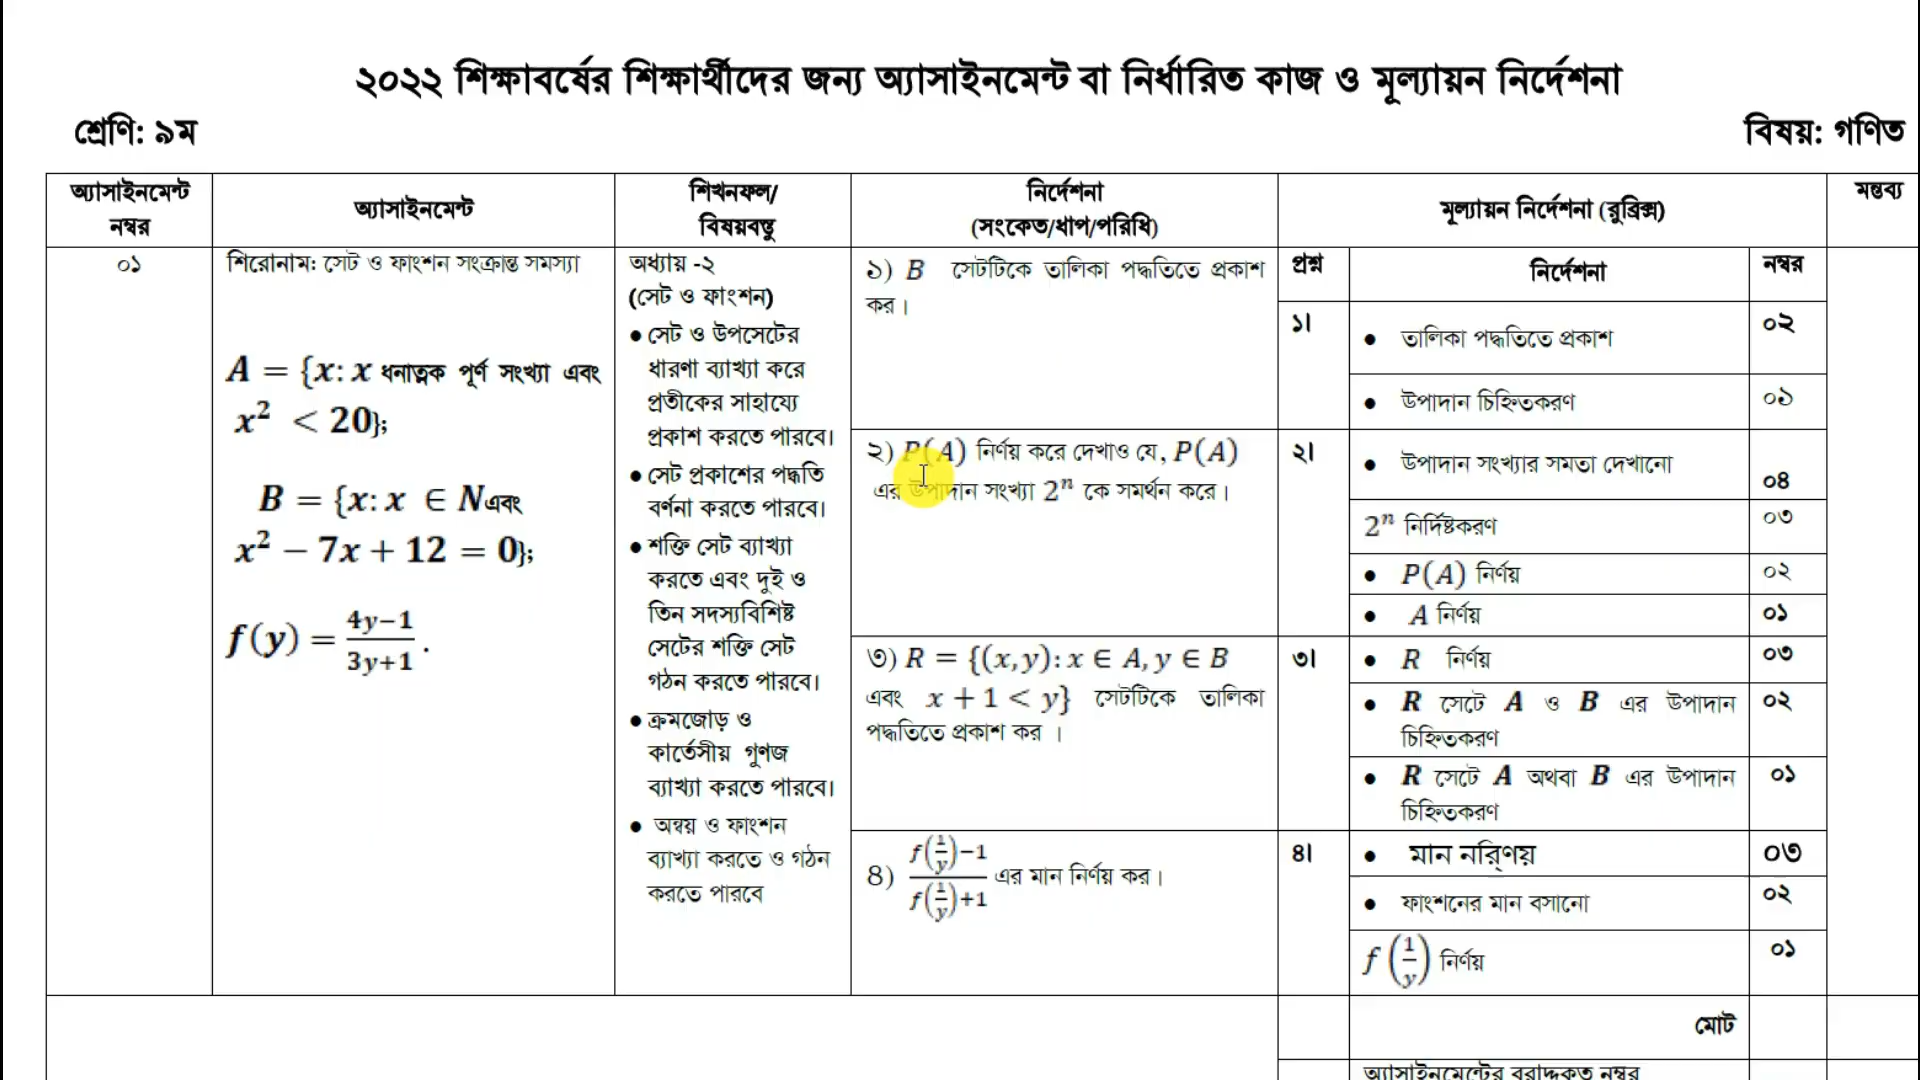 ২০২২ শিক্ষাবর্ষের শিক্ষার্থীদের জন্য অ্যাসাইনমেন্ট বা নির্ধারিত কাজ ও মূল্যায়ন নির্দেশনা
শ্রেণি: ৯ম
বিষয়: গণিত
অ্যাসাইনমেন্ট
নম্বর
অ্যাসাইনমেন্ট
শিখনফল/
বিষয়বস্তু
নির্দেশনা
(সংকেত/ধাপ/পরিধি)
মূল্যায়ন নির্দেশনা (রুব্রিক্স)
মন্তব্য
০১
শিরোনামঃ সেট ও ফাংশন সংক্রান্ত সমস্যা
A = {x: x ধনাত্নক পূর্ণ সংখ্যা এবং
x² < 20};
B = {x: x ∈ N এবং
x² − 7x + 12 = 0};
f(y) = (4y−1)/(3y+1) .
অধ্যায় -২
(সেট ও ফাংশন)
● সেট ও উপসেটের
ধারণা ব্যাখ্যা করে
প্রতীকের সাহায্যে
প্রকাশ করতে পারবে।
● সেট প্রকাশের পদ্ধতি
বর্ণনা করতে পারবে।
● শক্তি সেট ব্যাখ্যা
করতে এবং দুই ও
তিন সদস্যবিশিষ্ট
সেটের শক্তি সেট
গঠন করতে পারবে।
● ক্রমজোড় ও
কার্তেসীয় গুণজ
ব্যাখ্যা করতে পারবে।
● অন্বয় ও ফাংশন
ব্যাখ্যা করতে ও গঠন
করতে পারবে
১) B সেটটিকে তালিকা পদ্ধতিতে প্রকাশ
কর।
২) P(A) নির্ণয় করে দেখাও যে, P(A)
এর উপাদান সংখ্যা 2ⁿ কে সমর্থন করে।
৩) R = {(x, y): x ∈ A, y ∈ B
এবং x + 1 < y} সেটটিকে তালিকা
পদ্ধতিতে প্রকাশ কর ।
8) (f(1/y)−1)/(f(1/y)+1) এর মান নির্ণয় কর।
প্রশ্ন
নির্দেশনা
নম্বর
১।
● তালিকা পদ্ধতিতে প্রকাশ
০২
● উপাদান চিহ্নিতকরণ
০১
২।
● উপাদান সংখ্যার সমতা দেখানো
০৪
2ⁿ নির্দিষ্টকরণ
০৩
● P(A) নির্ণয়
০২
● A নির্ণয়
০১
৩।
● R নির্ণয়
০৩
● R সেটে A ও B এর উপাদান
চিহ্নিতকরণ
০২
● R সেটে A অথবা B এর উপাদান
চিহ্নিতকরণ
০১
৪।
● মান নরি্ণয়
০৩
● ফাংশনের মান বসানো
০২
f(1/y) নির্ণয়
০১
মোট
অ্যাসাইনমেন্টের বরাদ্দকৃত নম্বর